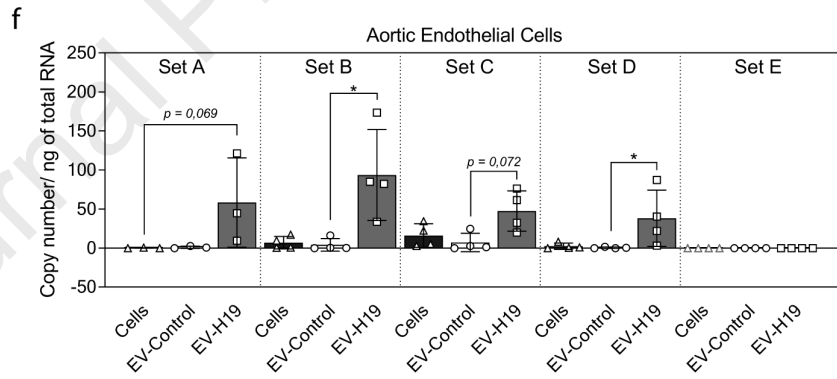 f
Aortic Endothelial Cells
Copy number/ ng of total RNA
250
200
150
100
50
0
-50
Set A
Set B
Set C
Set D
Set E
p = 0,069
*
p = 0,072
*
Cells
EV-Control
EV-H19
Cells
EV-Control
EV-H19
Cells
EV-Control
EV-H19
Cells
EV-Control
EV-H19
Cells
EV-Control
EV-H19